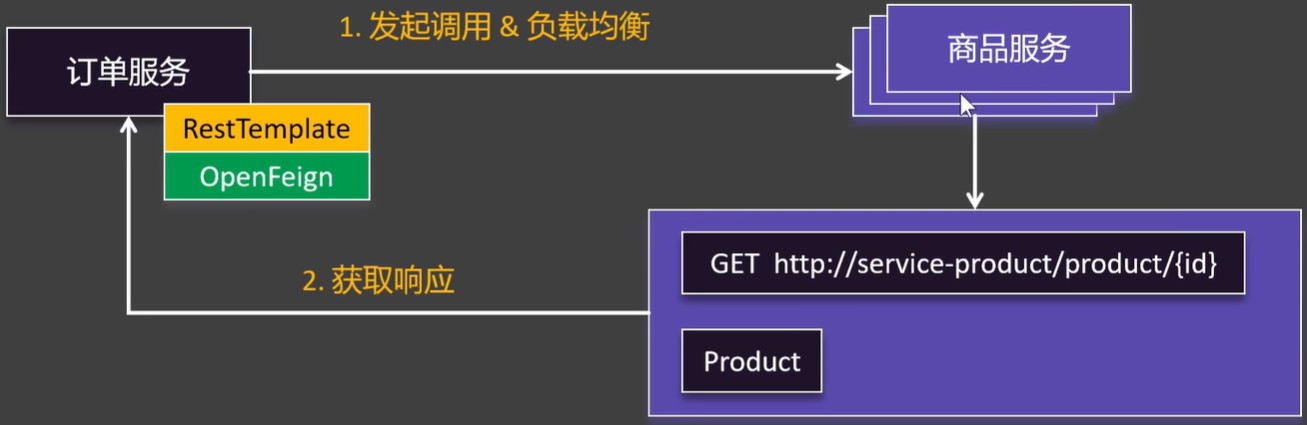 1. 发起调用 & 负载均衡
订单服务
商品服务
RestTemplate
OpenFeign
GET http://service-product/product/{id}
2. 获取响应
Product